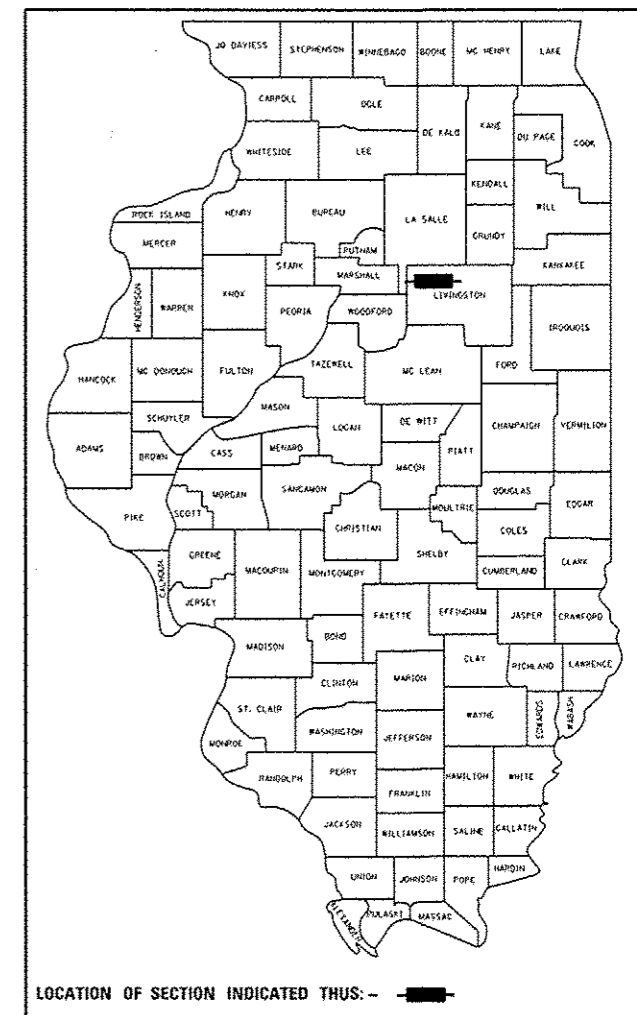 JO DAVIESS STEPHENSON WINNEBAGO BOONE MC HENRY LAKE
CARROLL OGLE DE KALB KANE DU PAGE COOK
WHITESIDE LEE KENDALL WILL
ROCK ISLAND HENRY BUREAU LA SALLE GRUNDY
MERCER PUTNAM KANKAKEE
STARK MARSHALL LIVINGSTON
HENDERSON WARREN KNOX PEORIA WOODFORD IROQUOIS
HANCOCK MC DONOUGH FULTON TAZEWELL MC LEAN FORD
SCHUYLER MASON LOGAN DE WITT CHAMPAIGN VERMILION
ADAMS BROWN CASS MENARD MACON PIATT
PIKE SCOTT MORGAN SANGAMON CHRISTIAN MOULTRIE DOUGLAS EDGAR
COLES
CALHOUN GREENE MACOUPIN MONTGOMERY SHELBY CUMBERLAND CLARK
JERSEY FAYETTE EFFINGHAM JASPER CRAWFORD
MADISON BOND CLAY RICHLAND LAWRENCE
CLINTON MARION
ST. CLAIR WAYNE EDWARDS WABASH
MONROE WASHINGTON JEFFERSON
RANDOLPH PERRY HAMILTON WHITE
FRANKLIN
JACKSON WILLIAMSON SALINE GALLATIN
UNION JOHNSON POPE HARDIN
ALEXANDER PULASKI MASSAC
LOCATION OF SECTION INDICATED THUS: -